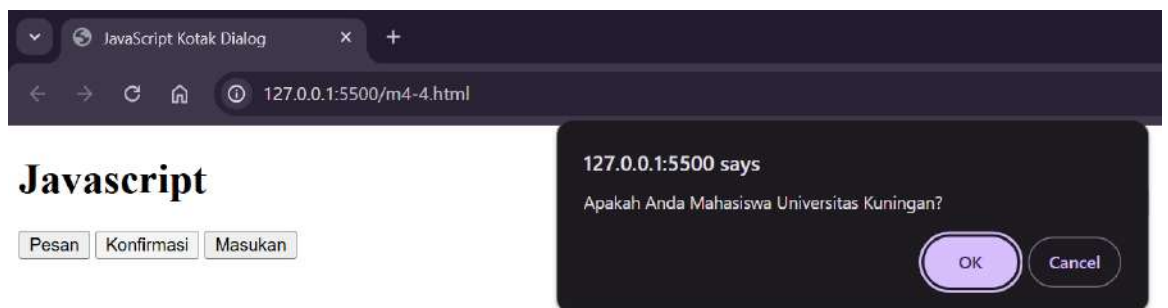 JavaScript Kotak Dialog
127.0.0.1:5500/m4-4.html
Javascript
Pesan Konfirmasi Masukan
127.0.0.1:5500 says
Apakah Anda Mahasiswa Universitas Kuningan?
OK Cancel